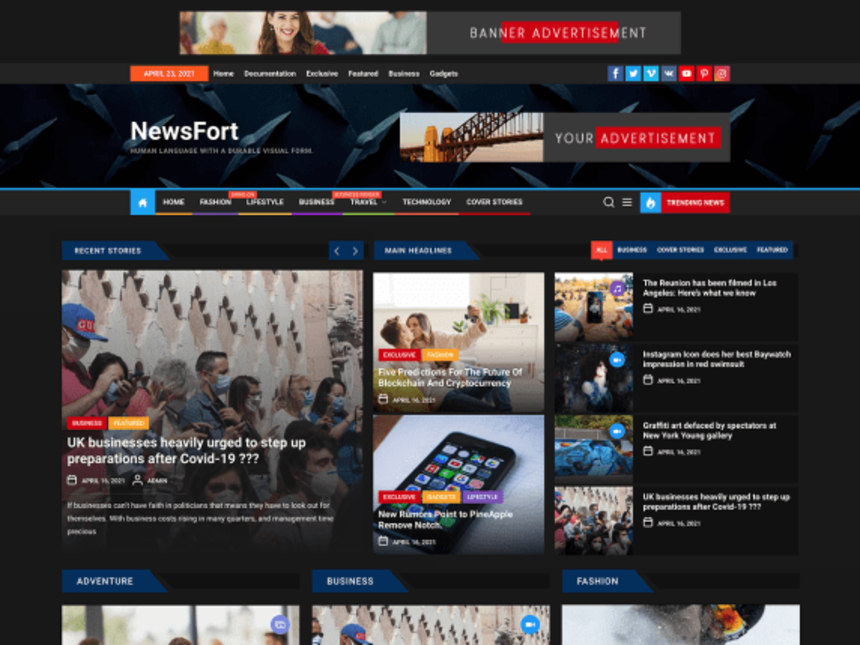 BANNER ADVERTISEMENT
APRIL 23, 2021 Home Documentation Exclusive Featured Business Gadgets
NewsFort
HUMAN LANGUAGE WITH A DURABLE VISUAL FORM.
YOUR ADVERTISEMENT
HOME FASHION LIFESTYLE BUSINESS TRAVEL TECHNOLOGY COVER STORIES
TRENDING NEWS
RECENT STORIES
MAIN HEADLINES
ALL BUSINESS COVER STORIES EXCLUSIVE FEATURED
BUSINESS FEATURED
UK businesses heavily urged to step up
preparations after Covid-19 ???
APRIL 16, 2021 ADMIN
If businesses can't have faith in politicians that means they have to look out for
themselves. With business costs rising in many quarters, and management time
precious
EXCLUSIVE FASHION
Five Predictions For The Future Of
Blockchain And Cryptocurrency
APRIL 16, 2021
EXCLUSIVE GADGETS LIFESTYLE
New Rumors Point to PineApple
Remove Notch.
APRIL 16, 2021
The Reunion has been filmed in Los
Angeles: Here's what we know
APRIL 16, 2021
Instagram Icon does her best Baywatch
impression in red swimsuit
APRIL 16, 2021
Graffiti art defaced by spectators at
New York Young gallery
APRIL 16, 2021
UK businesses heavily urged to step up
preparations after Covid-19 ???
APRIL 16, 2021
ADVENTURE
BUSINESS
FASHION